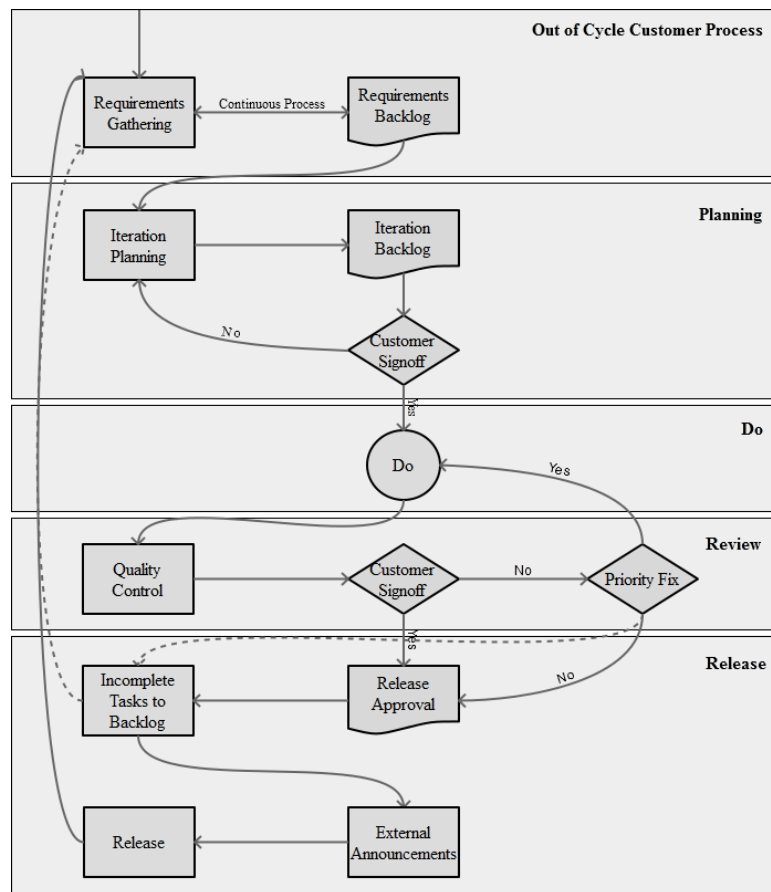 Out of Cycle Customer Process
Requirements
Gathering
Continuous Process
Requirements
Backlog
Planning
Iteration
Planning
Iteration
Backlog
No
Customer
Signoff
Yes
Do
Do
Yes
Review
Quality
Control
Customer
Signoff
No
Priority Fix
Yes
Release
Incomplete
Tasks to
Backlog
Release
Approval
No
Release
External
Announcements